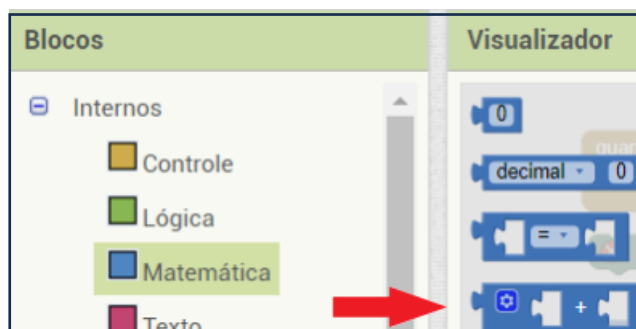 Blocos
Internos
Controle
Lógica
Matemática
Texto
Visualizador
0
decimal 0
=
+